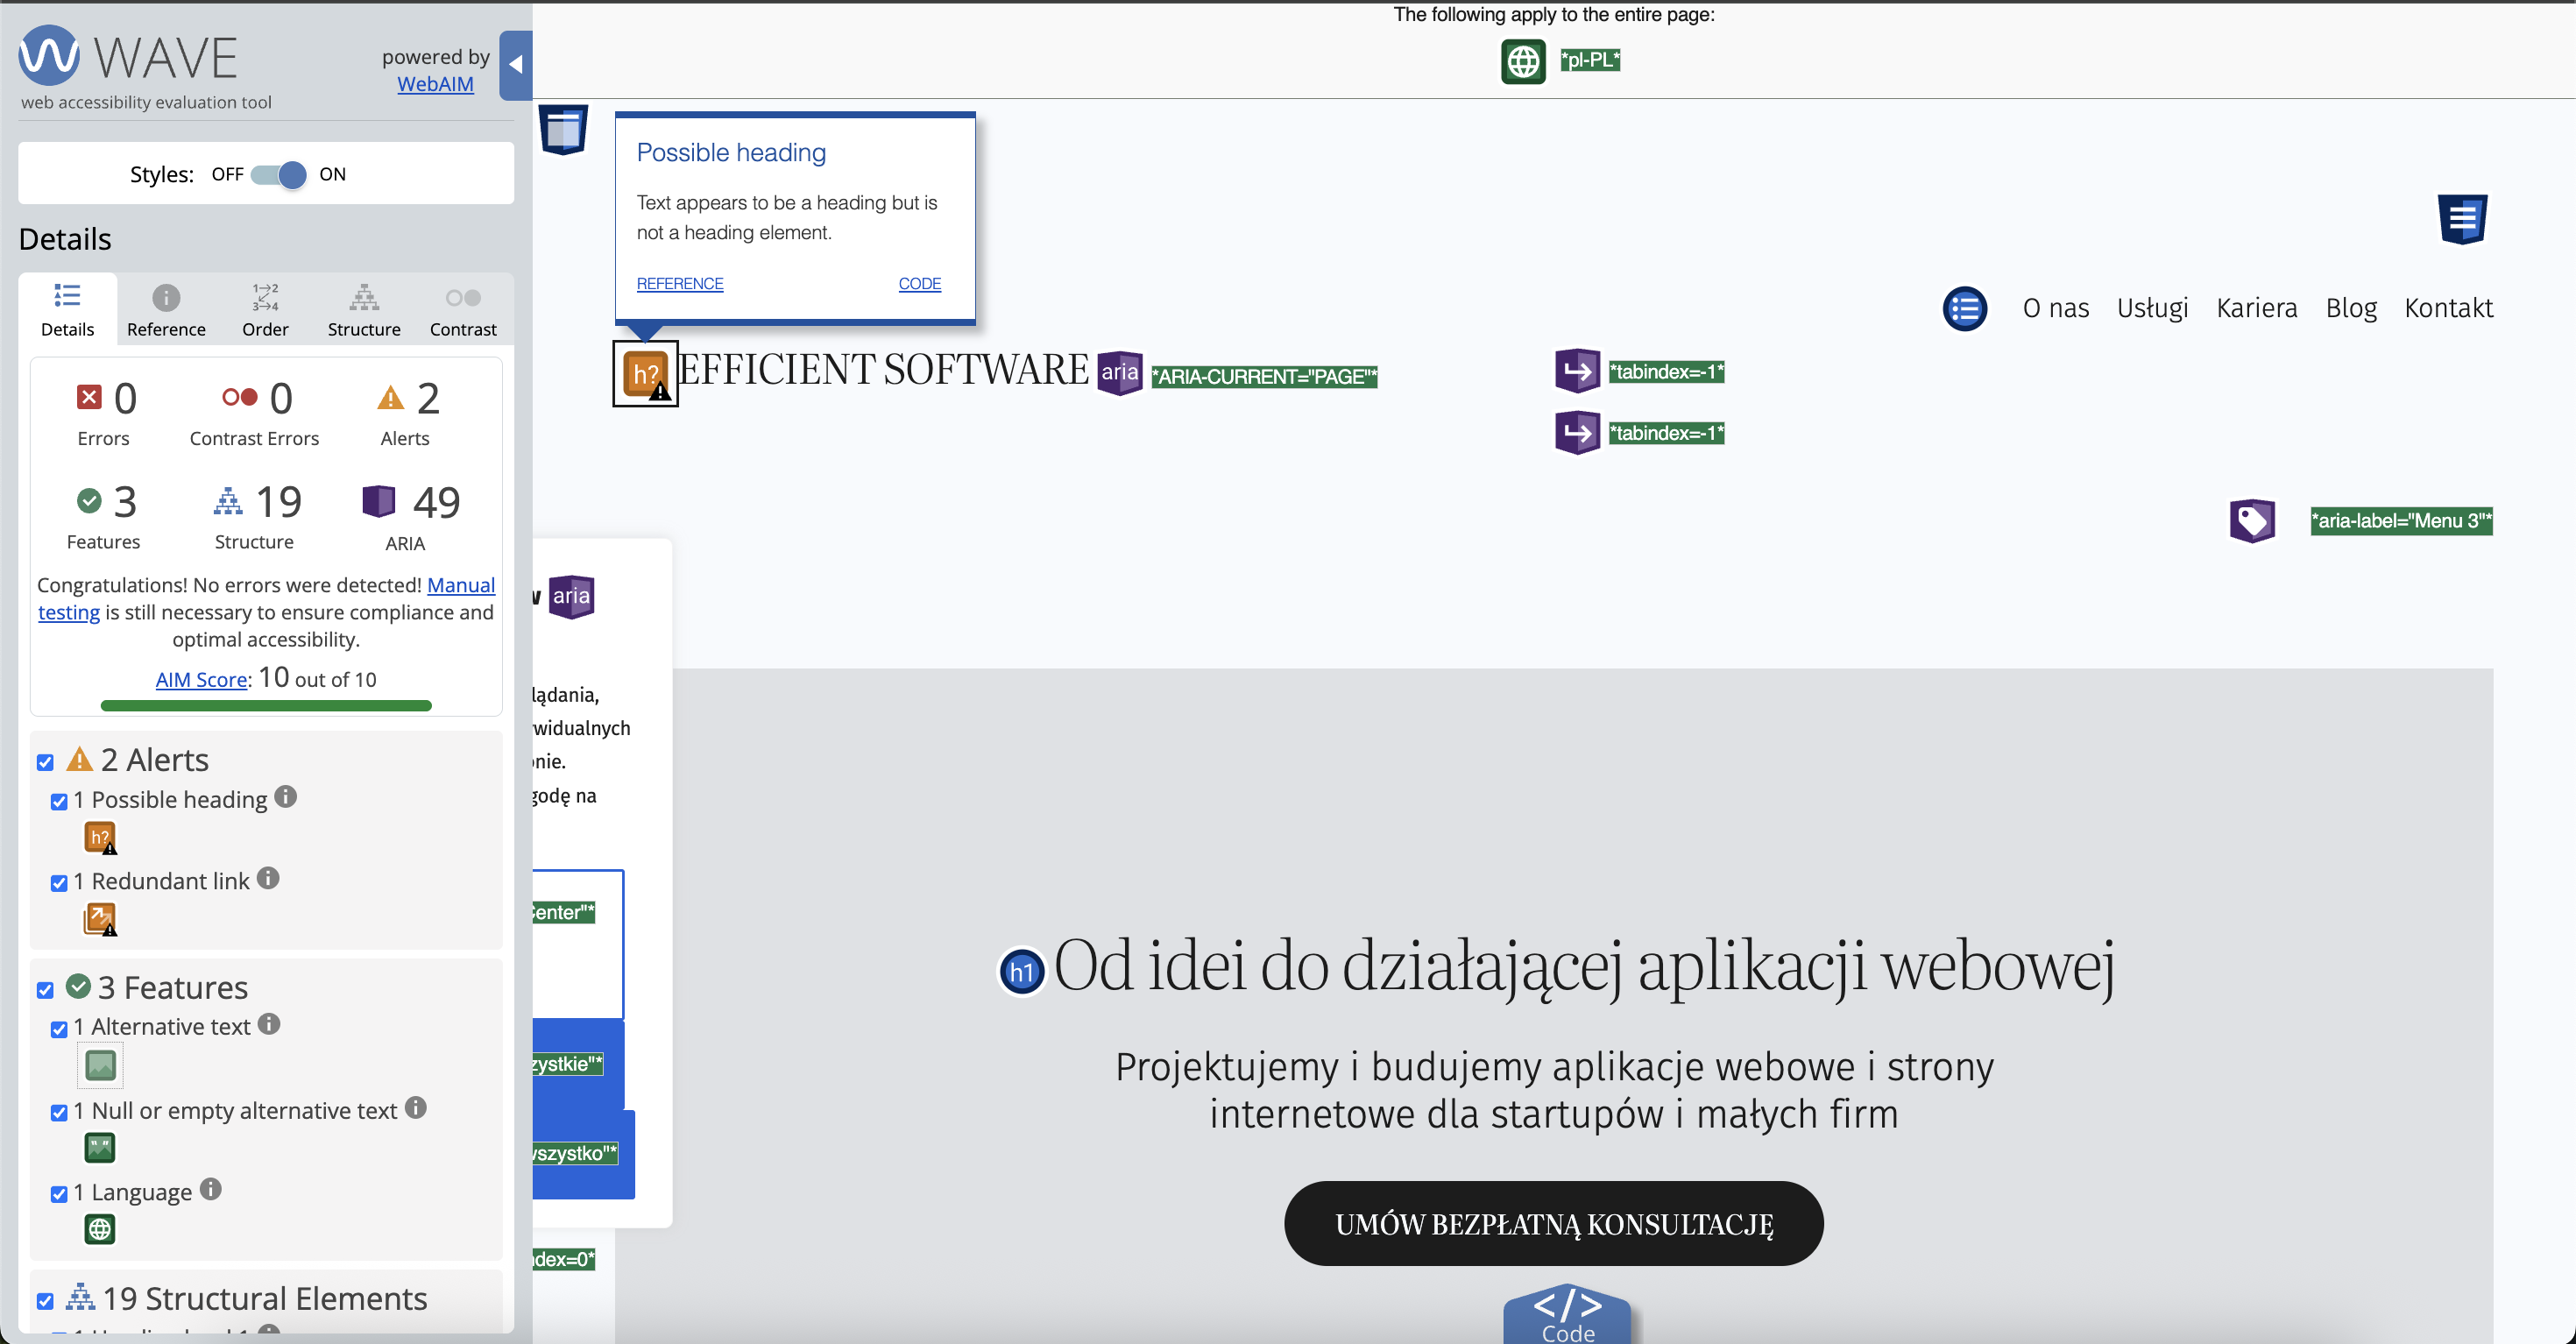 WAVE
web accessibility evaluation tool
powered by
WebAIM
Styles: OFF ON
Details
Details Reference Order Structure Contrast
0 0 2
Errors Contrast Errors Alerts
3 19 49
Features Structure ARIA
Congratulations! No errors were detected! Manual
testing is still necessary to ensure compliance and
optimal accessibility.
AIM Score: 10 out of 10
2 Alerts
1 Possible heading
h?
1 Redundant link
3 Features
1 Alternative text
1 Null or empty alternative text
1 Language
19 Structural Elements
The following apply to the entire page:
*pl-PL*
Possible heading
Text appears to be a heading but is
not a heading element.
REFERENCE CODE
O nas Usługi Kariera Blog Kontakt
h? EFFICIENT SOFTWARE aria *ARIA-CURRENT="PAGE"*
*tabindex=-1*
*tabindex=-1*
*aria-label="Menu 3"*
aria
lądania,
widualnych
onie.
godę na
Center"*
zystkie"*
wszystko"*
ndex=0*
h1 Od idei do działającej aplikacji webowej
Projektujemy i budujemy aplikacje webowe i strony
internetowe dla startupów i małych firm
UMÓW BEZPŁATNĄ KONSULTACJĘ
</>
Code